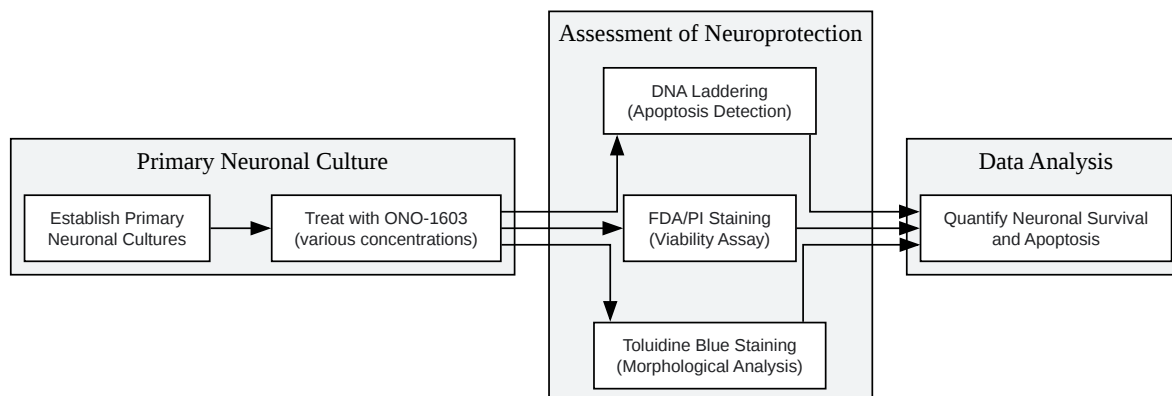 Primary Neuronal Culture
Establish Primary
Neuronal Cultures
Treat with ONO-1603
(various concentrations)
Assessment of Neuroprotection
DNA Laddering
(Apoptosis Detection)
FDA/PI Staining
(Viability Assay)
Toluidine Blue Staining
(Morphological Analysis)
Data Analysis
Quantify Neuronal Survival
and Apoptosis